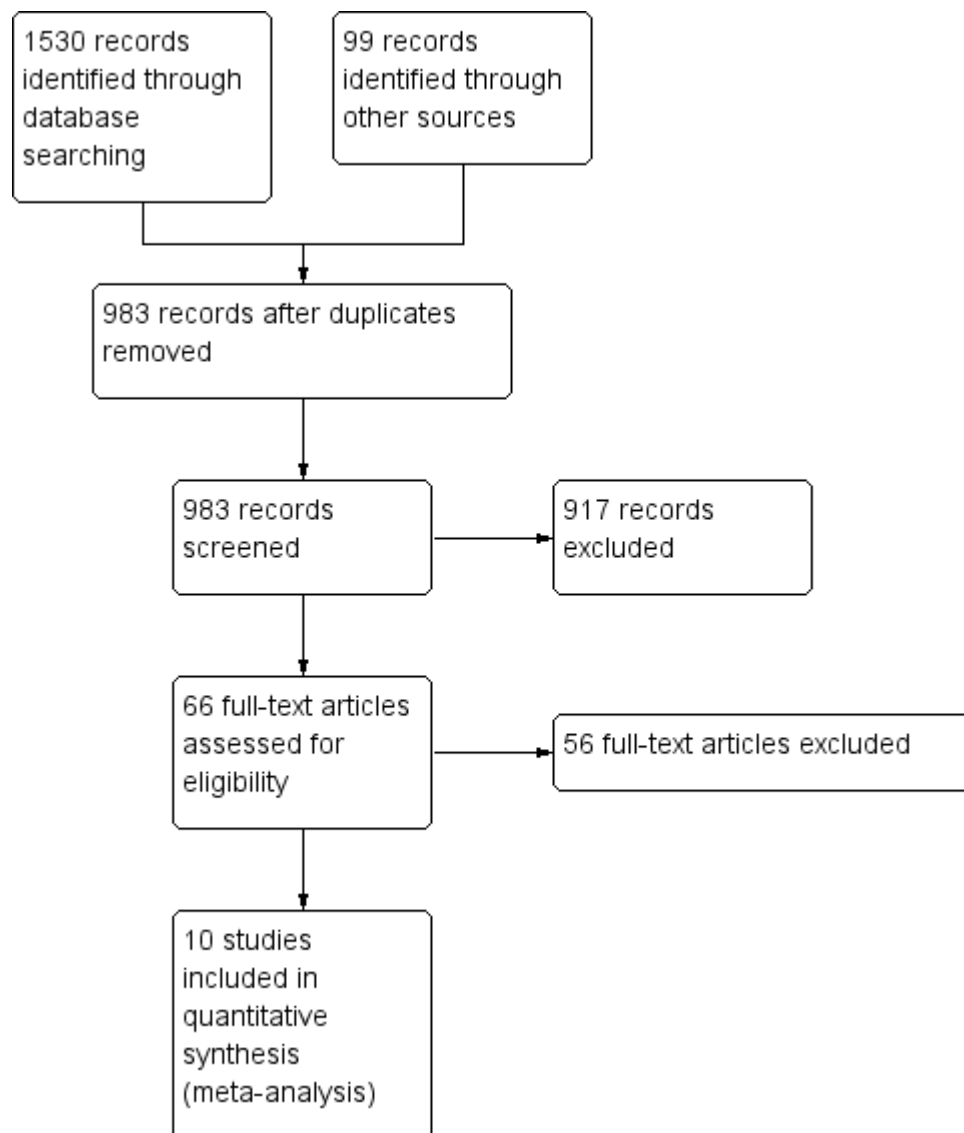 1530 records
identified through
database
searching
99 records
identified through
other sources
983 records after duplicates
removed
983 records
screened
917 records
excluded
66 full-text articles
assessed for
eligibility
56 full-text articles excluded
10 studies
included in
quantitative
synthesis
(meta-analysis)